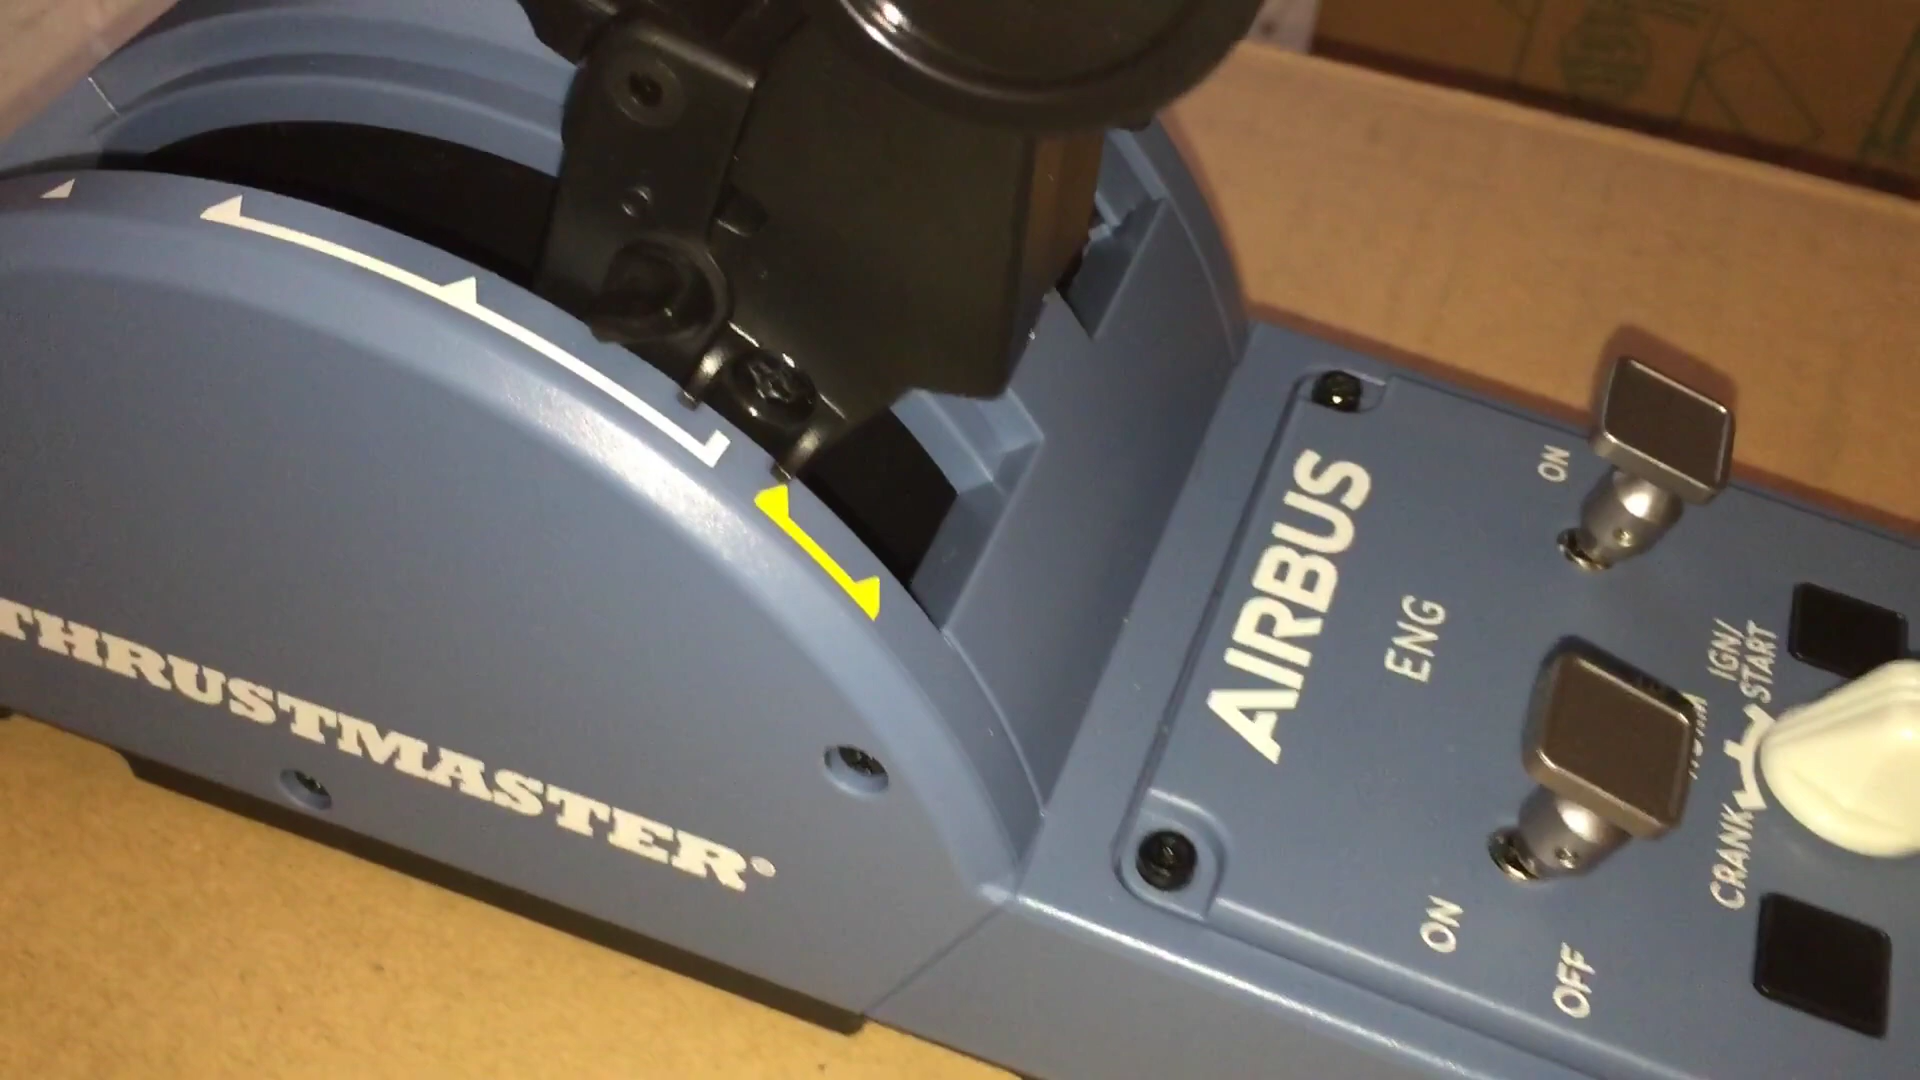 THRUSTMASTER®
AIRBUS
ENG
ON
ON
OFF
IGN/
START
CRANK